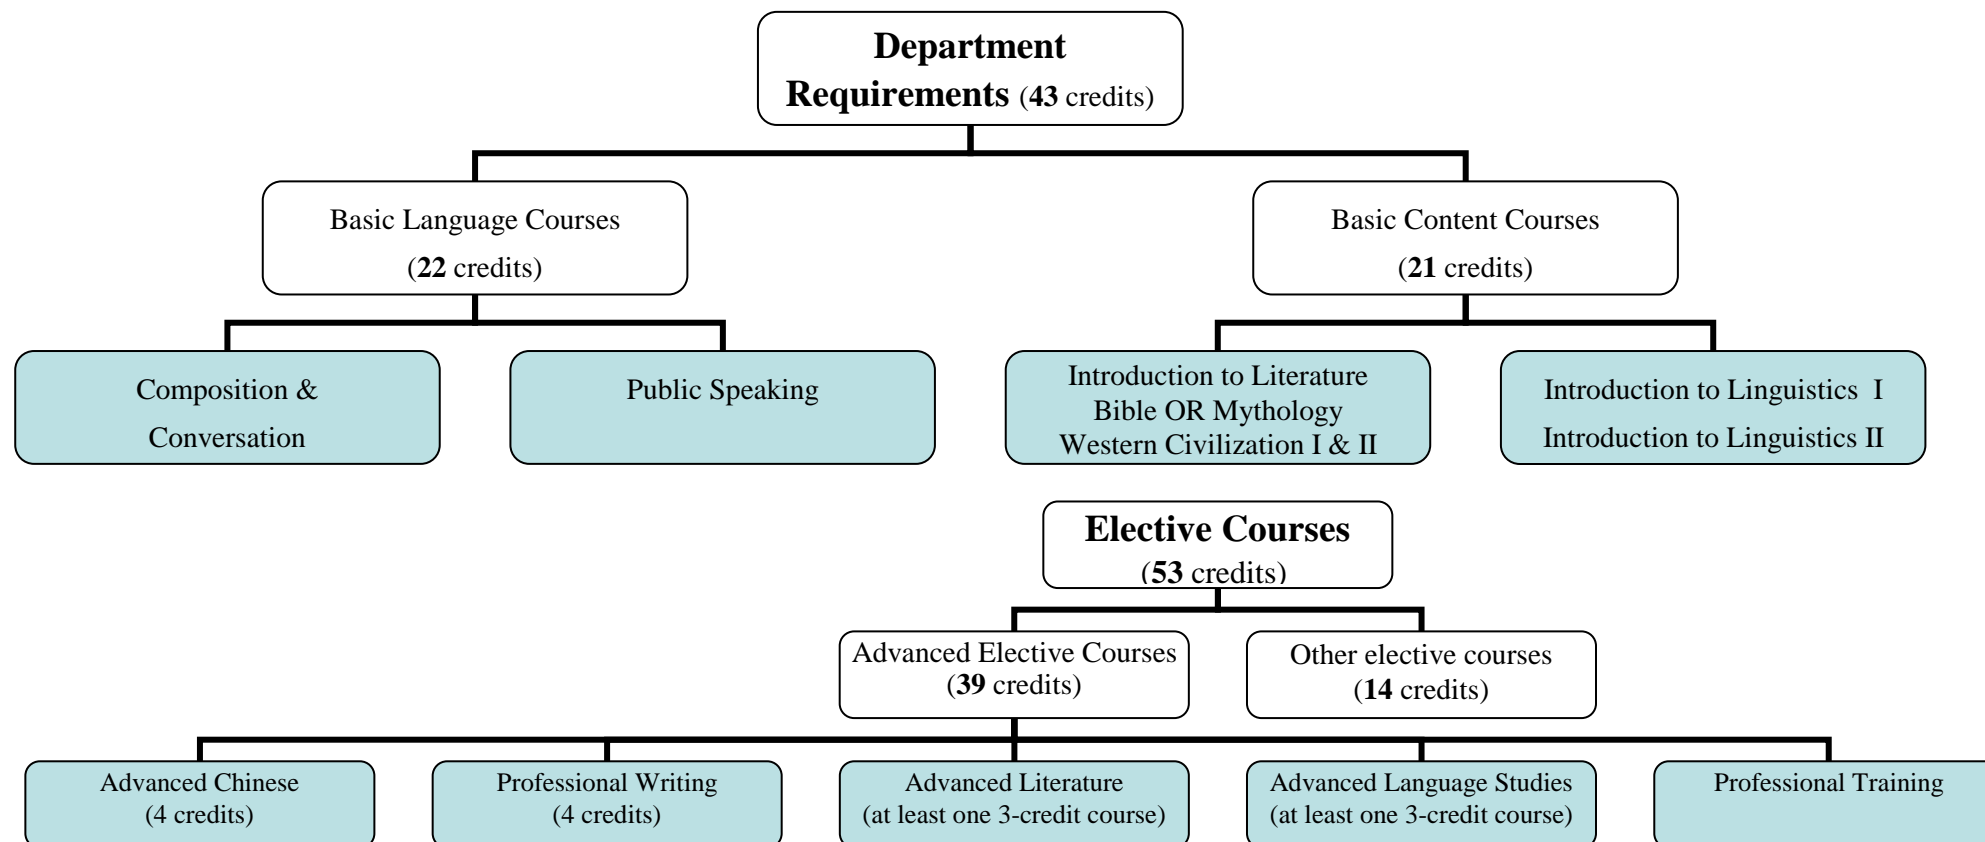 Department
Requirements (43 credits)
Basic Language Courses
(22 credits)
Basic Content Courses
(21 credits)
Composition &
Conversation
Public Speaking
Introduction to Literature
Bible OR Mythology
Western Civilization I & II
Introduction to Linguistics I
Introduction to Linguistics II
Elective Courses
(53 credits)
Advanced Elective Courses
(39 credits)
Other elective courses
(14 credits)
Advanced Chinese
(4 credits)
Professional Writing
(4 credits)
Advanced Literature
(at least one 3-credit course)
Advanced Language Studies
(at least one 3-credit course)
Professional Training